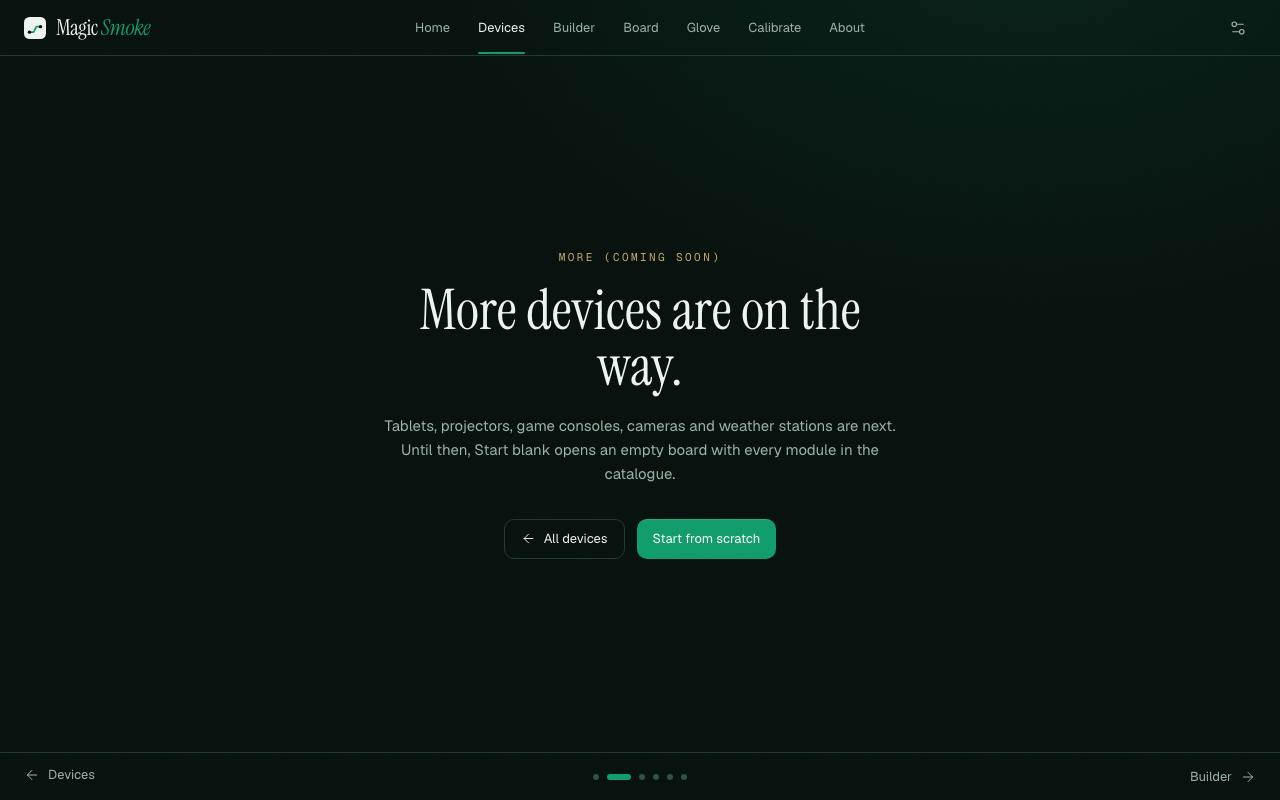 Magic Smoke
Home Devices Builder Board Glove Calibrate About
MORE (COMING SOON)
More devices are on the
way.
Tablets, projectors, game consoles, cameras and weather stations are next.
Until then, Start blank opens an empty board with every module in the
catalogue.
All devices Start from scratch
Devices Builder